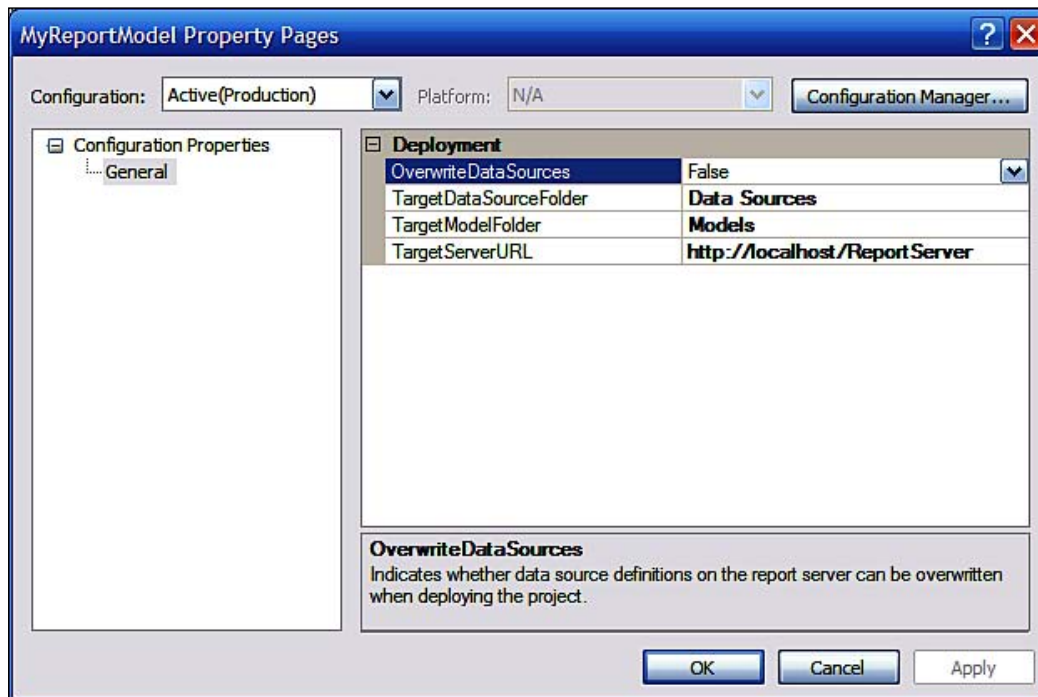 MyReportModel Property Pages
?
Configuration: Active(Production) Platform: N/A Configuration Manager...
Configuration Properties
General
Deployment
OverwriteDataSources False
TargetDataSourceFolder Data Sources
TargetModelFolder Models
TargetServerURL http://localhost/ReportServer
OverwriteDataSources
Indicates whether data source definitions on the report server can be overwritten
when deploying the project.
OK Cancel Apply